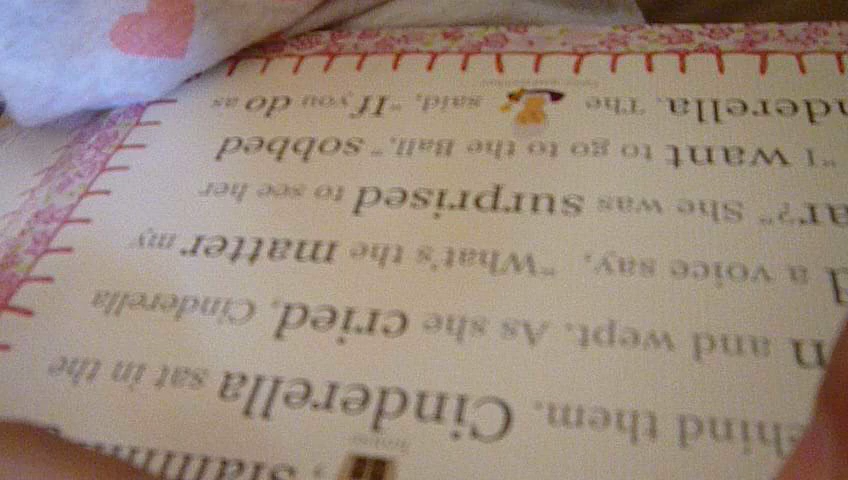 hind them. Cinderella sat in the
n and wept. As she cried, Cinderella
d a voice say, "What's the matter my
ar?" She was surprised to see her
"I want to go to the Ball," sobbed
nderella. The said, "If you do as